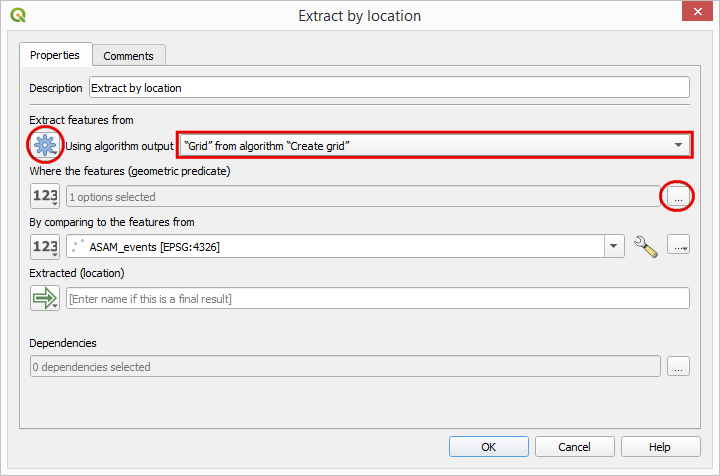 Extract by location
Properties
Comments
Description
Extract by location
Extract features from
Using algorithm output
“Grid” from algorithm “Create grid”
Where the features (geometric predicate)
123
1 options selected
...
By comparing to the features from
123
ASAM_events [EPSG:4326]
...
Extracted (location)
[Enter name if this is a final result]
Dependencies
0 dependencies selected
...
OK
Cancel
Help